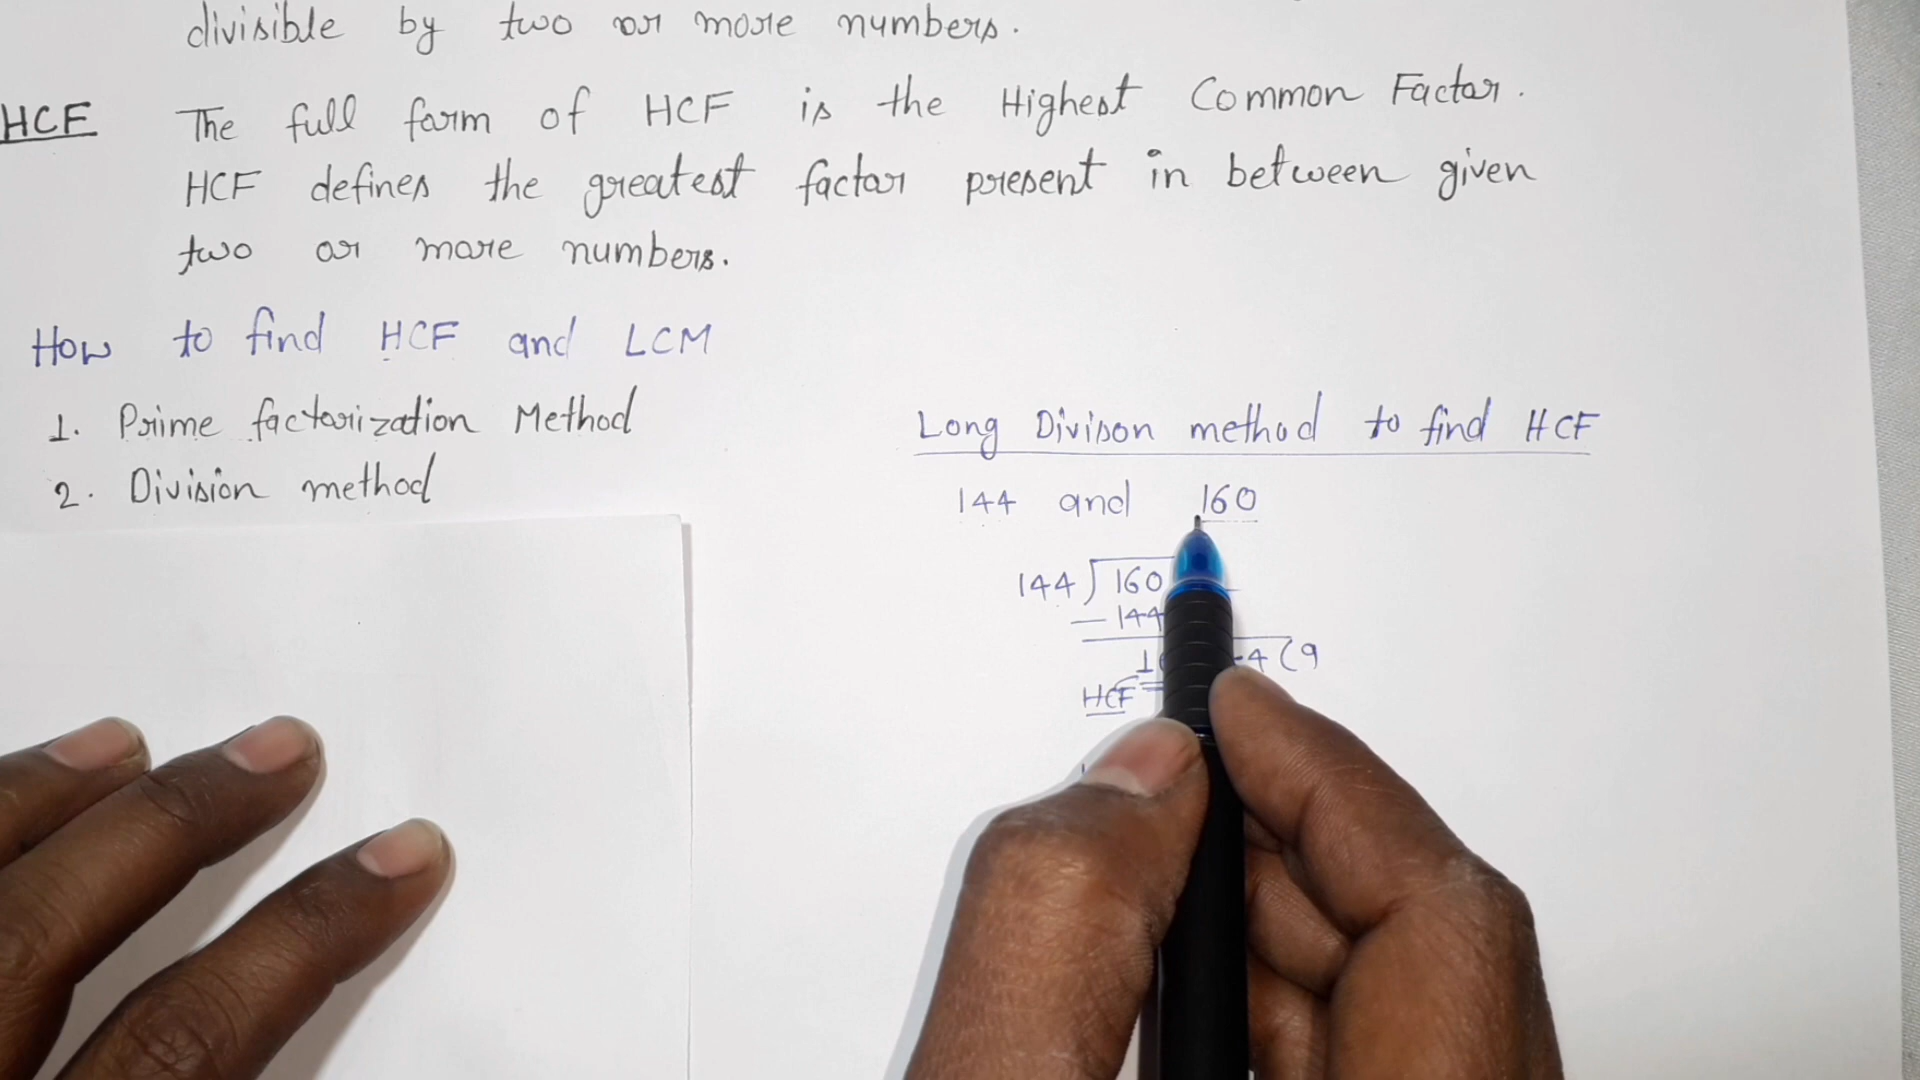 divisible by two or more numbers.
HCF The full form of HCF is the Highest Common Factor.
HCF defines the greatest factor present in between given
two or more numbers.
How to find HCF and LCM
1. Prime factorization Method
2. Division method
Long Divison method to find HCF
144 and 160
144 ) 160
- 144
4 ( 9
HCF =